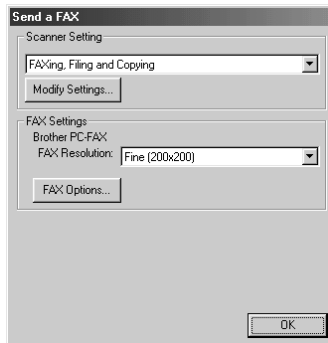 Send a FAX
Scanner Setting
FAXing, Filing and Copying
Modify Settings...
FAX Settings
Brother PC-FAX
FAX Resolution: Fine (200x200)
FAX Options...
OK